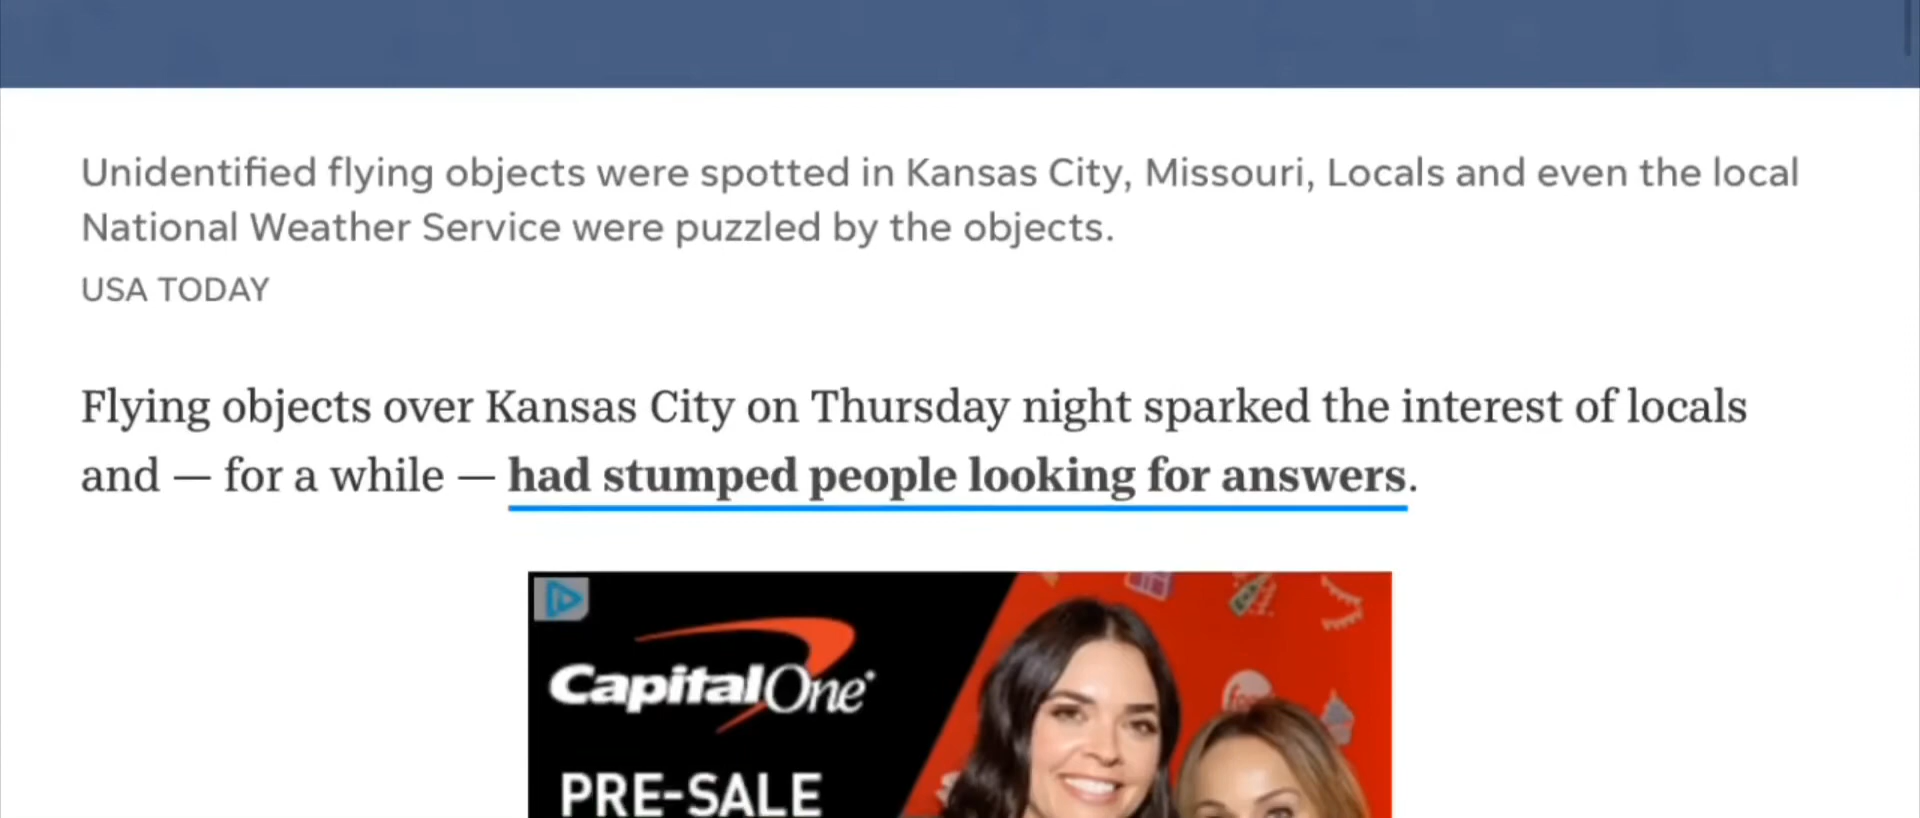 Unidentified flying objects were spotted in Kansas City, Missouri, Locals and even the local
National Weather Service were puzzled by the objects.
USA TODAY
Flying objects over Kansas City on Thursday night sparked the interest of locals
and — for a while — had stumped people looking for answers.
CapitalOne
PRE-SALE